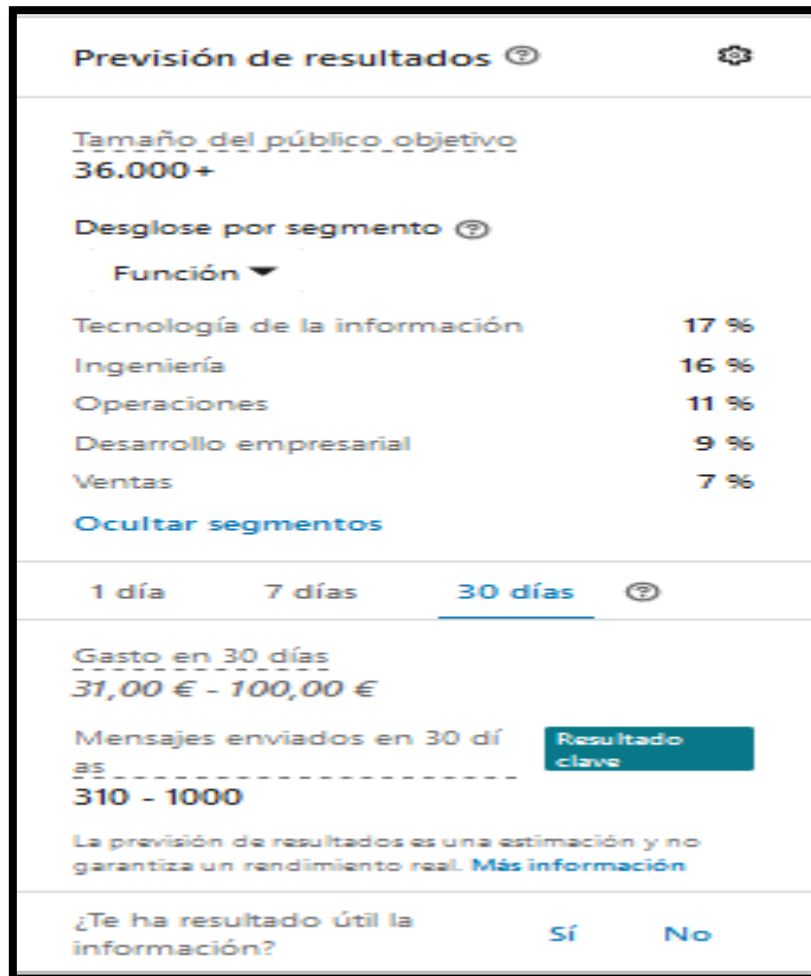 Previsión de resultados
Tamaño del público objetivo
36.000+
Desglose por segmento
Función
Tecnología de la información 17 %
Ingeniería 16 %
Operaciones 11 %
Desarrollo empresarial 9 %
Ventas 7 %
Ocultar segmentos
1 día 7 días 30 días
Gasto en 30 días
31,00 € - 100,00 €
Mensajes enviados en 30 dí
as
Resultado
clave
310 - 1000
La previsión de resultados es una estimación y no
garantiza un rendimiento real. Más información
¿Te ha resultado útil la
información?
Sí No